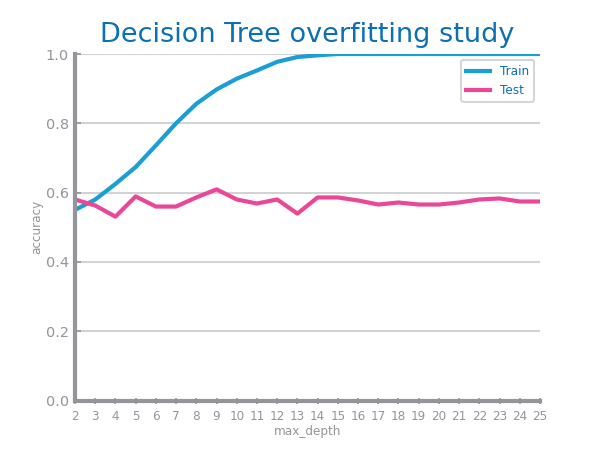 Decision Tree overfitting study
1.0
Train
Test
0.8
0.6
accuracy
0.4
0.2
0.0
2 3 4 5 6 7 8 9 10 11 12 13 14 15 16 17 18 19 20 21 22 23 24 25
max_depth